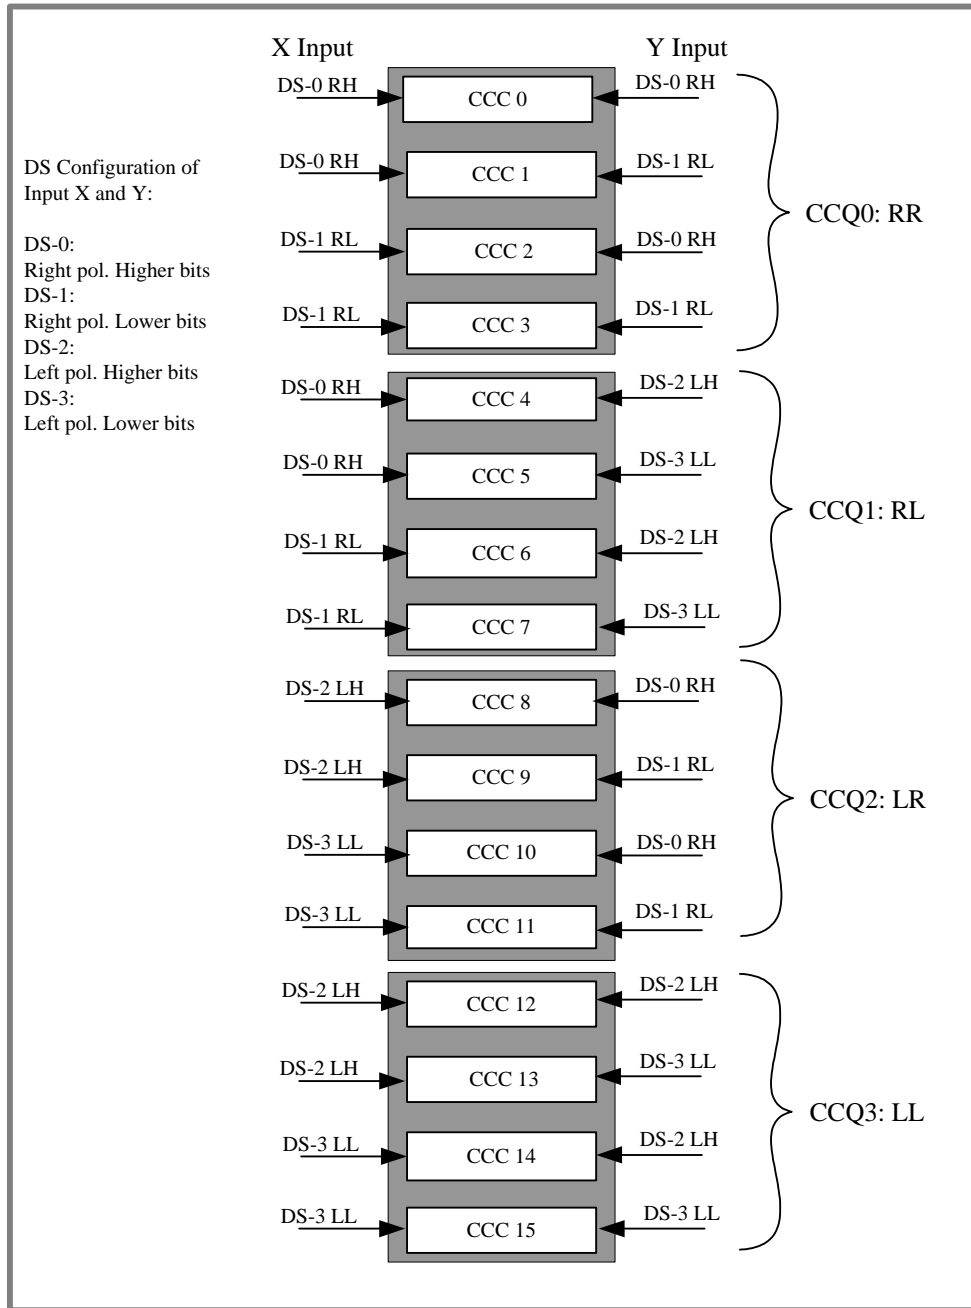 X Input
Y Input
DS Configuration of
Input X and Y:
DS-0:
Right pol. Higher bits
DS-1:
Right pol. Lower bits
DS-2:
Left pol. Higher bits
DS-3:
Left pol. Lower bits
DS-0 RH CCC 0 DS-0 RH
DS-0 RH CCC 1 DS-1 RL
DS-1 RL CCC 2 DS-0 RH
DS-1 RL CCC 3 DS-1 RL
CCQ0: RR
DS-0 RH CCC 4 DS-2 LH
DS-0 RH CCC 5 DS-3 LL
DS-1 RL CCC 6 DS-2 LH
DS-1 RL CCC 7 DS-3 LL
CCQ1: RL
DS-2 LH CCC 8 DS-0 RH
DS-2 LH CCC 9 DS-1 RL
DS-3 LL CCC 10 DS-0 RH
DS-3 LL CCC 11 DS-1 RL
CCQ2: LR
DS-2 LH CCC 12 DS-2 LH
DS-2 LH CCC 13 DS-3 LL
DS-3 LL CCC 14 DS-2 LH
DS-3 LL CCC 15 DS-3 LL
CCQ3: LL